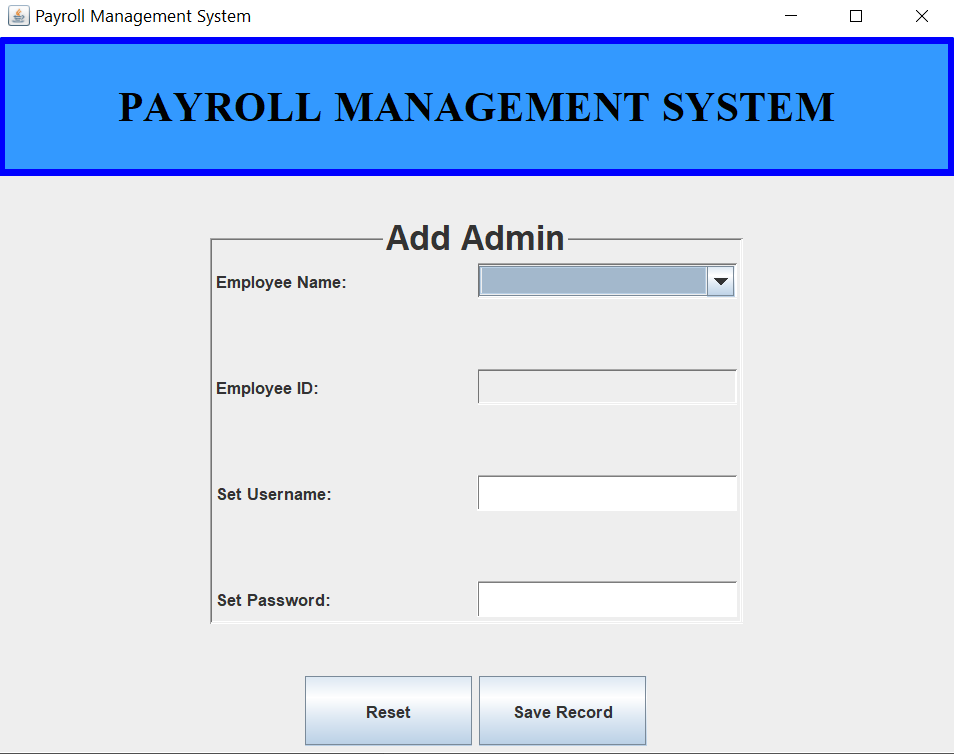 Payroll Management System
PAYROLL MANAGEMENT SYSTEM
Add Admin
Employee Name:
Employee ID:
Set Username:
Set Password:
Reset Save Record